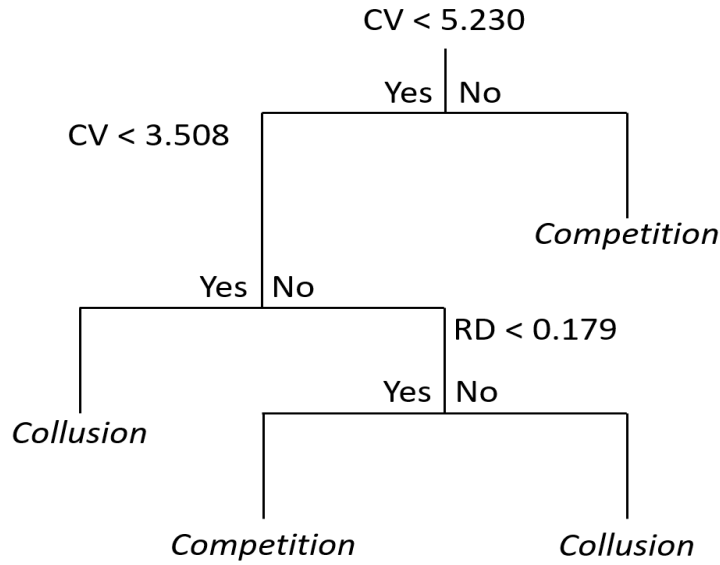 CV < 5.230
Yes No
CV < 3.508
Competition
Yes No
RD < 0.179
Yes No
Collusion
Competition
Collusion